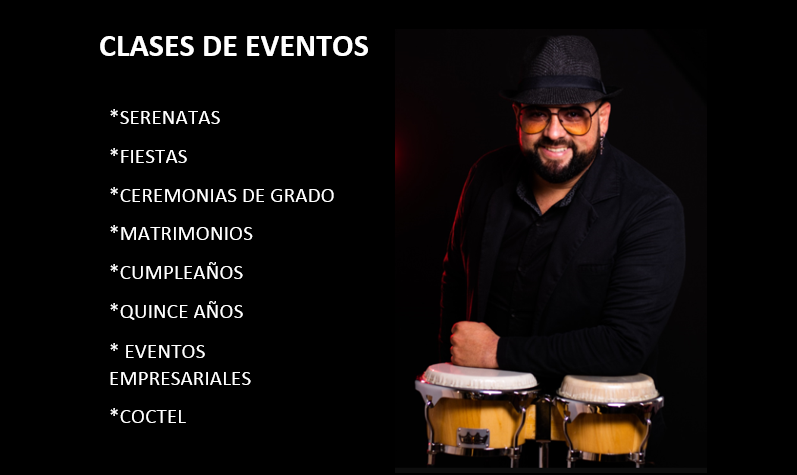 CLASES DE EVENTOS
*SERENATAS
*FIESTAS
*CEREMONIAS DE GRADO
*MATRIMONIOS
*CUMPLEAÑOS
*QUINCE AÑOS
* EVENTOS
EMPRESARIALES
*COCTEL